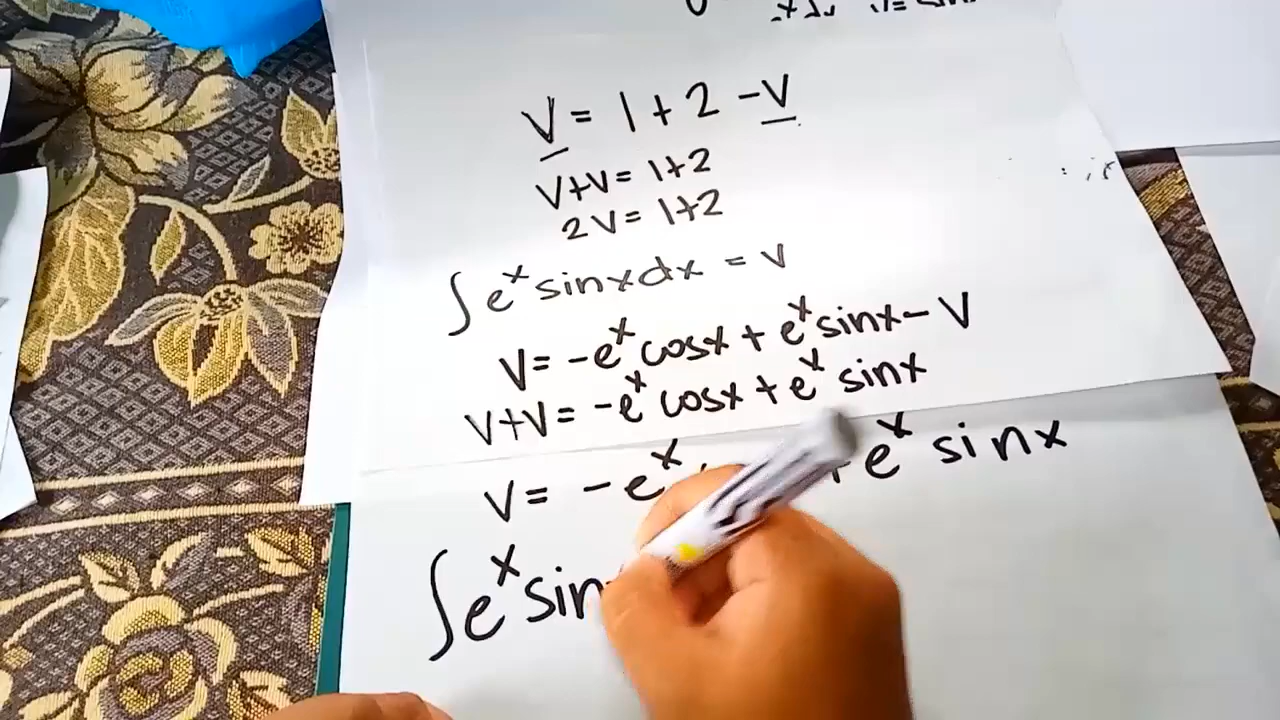 V = 1 + 2 - V
V+V = 1+2
2V = 1+2
∫ e^x sinx dx = V
V = -e^x cosx + e^x sinx - V
V+V = -e^x cosx + e^x sinx
V = -e^x + e^x sinx
∫ e^x sin